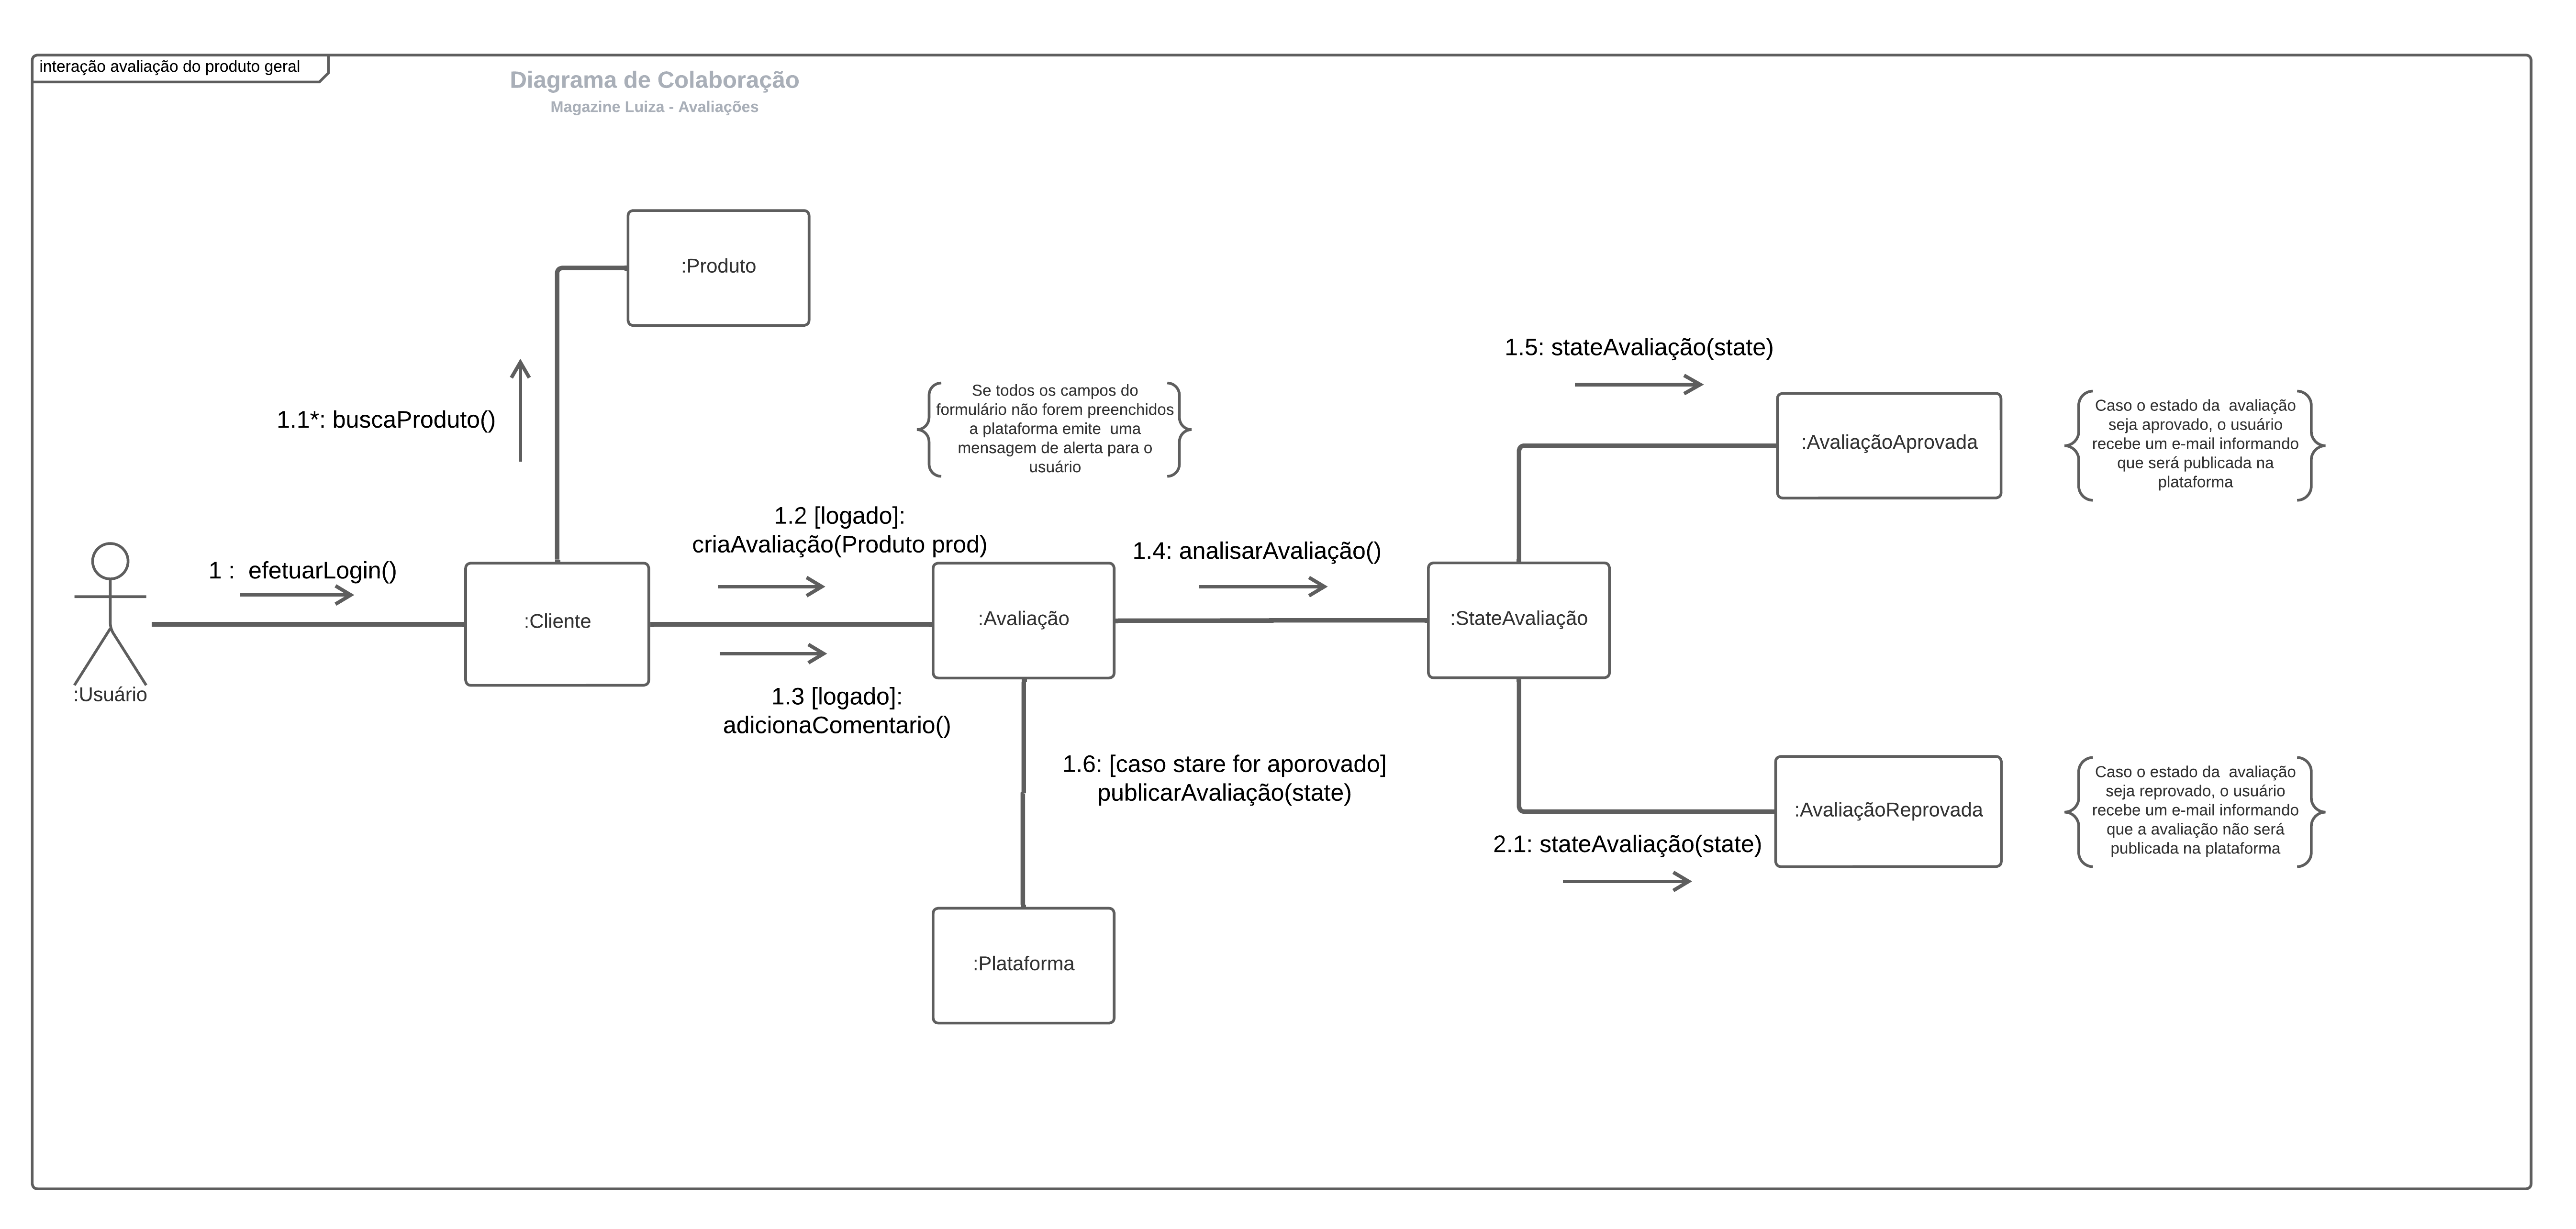 interação avaliação do produto geral
Diagrama de Colaboração
Magazine Luiza - Avaliações
:Produto
1.1*: buscaProduto()
Se todos os campos do
formulário não forem preenchidos
a plataforma emite  uma
mensagem de alerta para o
usuário
1.5: stateAvaliação(state)
:AvaliaçãoAprovada
Caso o estado da  avaliação
seja aprovado, o usuário
recebe um e-mail informando
que será publicada na
plataforma
1 :  efetuarLogin()
:Usuário
:Cliente
1.2 [logado]:
criaAvaliação(Produto prod)
1.3 [logado]:
adicionaComentario()
:Avaliação
1.4: analisarAvaliação()
:StateAvaliação
1.6: [caso stare for aporovado]
publicarAvaliação(state)
:AvaliaçãoReprovada
2.1: stateAvaliação(state)
Caso o estado da  avaliação
seja reprovado, o usuário
recebe um e-mail informando
que a avaliação não será
publicada na plataforma
:Plataforma